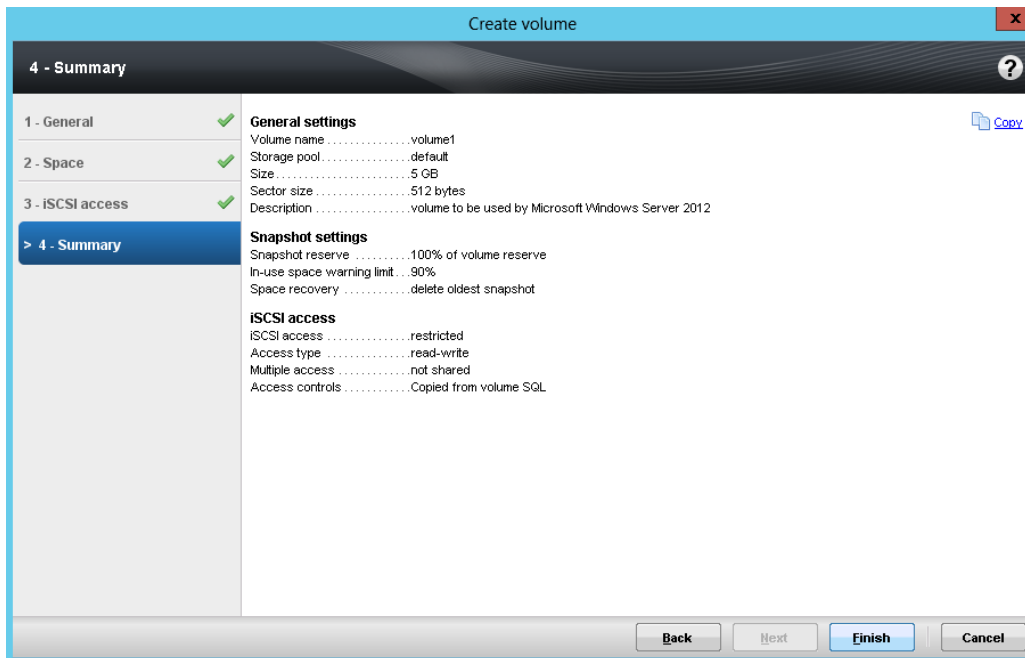 Create volume
x
4 - Summary
?
1 - General
2 - Space
3 - iSCSI access
> 4 - Summary
General settings
Volume name ...............volume1
Storage pool................default
Size........................5 GB
Sector size .................512 bytes
Description .................volume to be used by Microsoft Windows Server 2012
Snapshot settings
Snapshot reserve ..........100% of volume reserve
In-use space warning limit...90%
Space recovery ............delete oldest snapshot
iSCSI access
iSCSI access ...............restricted
Access type ...............read-write
Multiple access .............not shared
Access controls ............Copied from volume SQL
Copy
Back
Next
Finish
Cancel